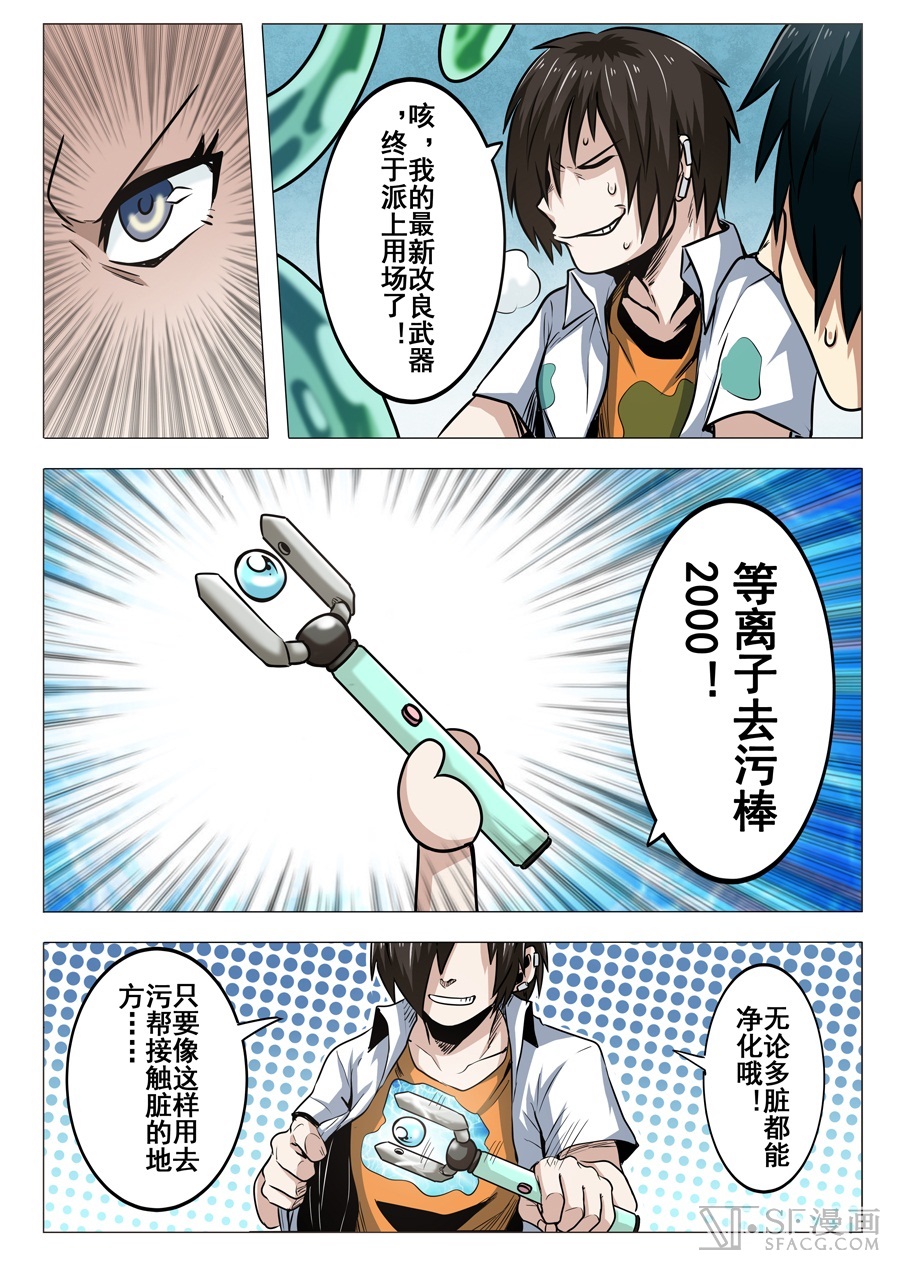 咳，我的最新改良武器
，终于派上用场了！
等离子去污棒
2000！
无论多脏都能
净化哦！
只要像这样用去
污帮接触脏的地
方……
SF漫画
SFACG.COM